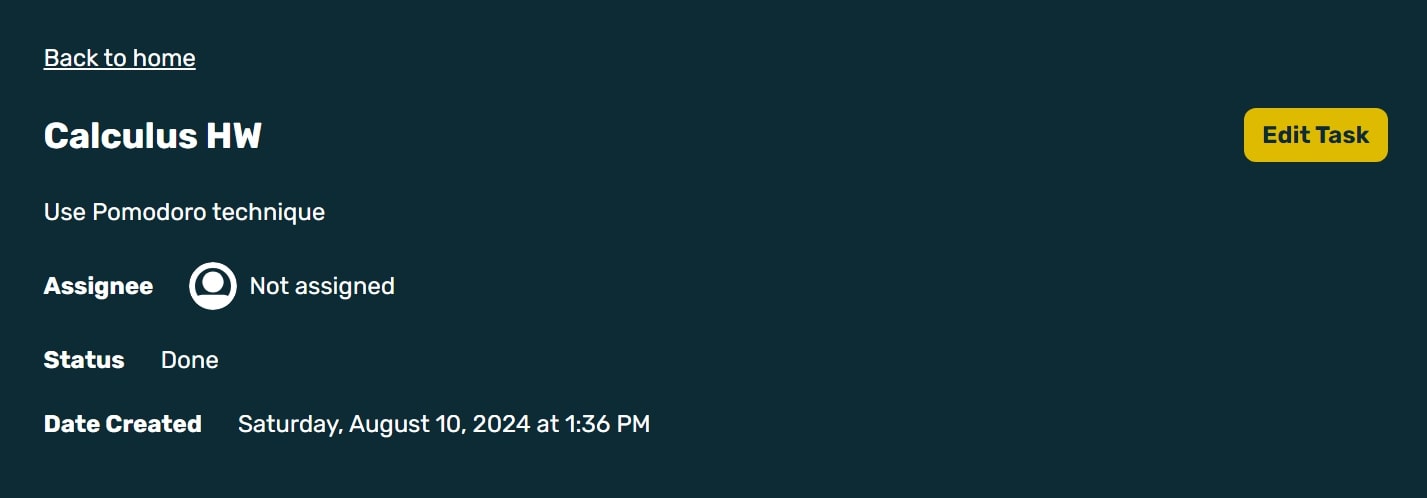 Back to home
Calculus HW
Edit Task
Use Pomodoro technique
Assignee Not assigned
Status Done
Date Created Saturday, August 10, 2024 at 1:36 PM